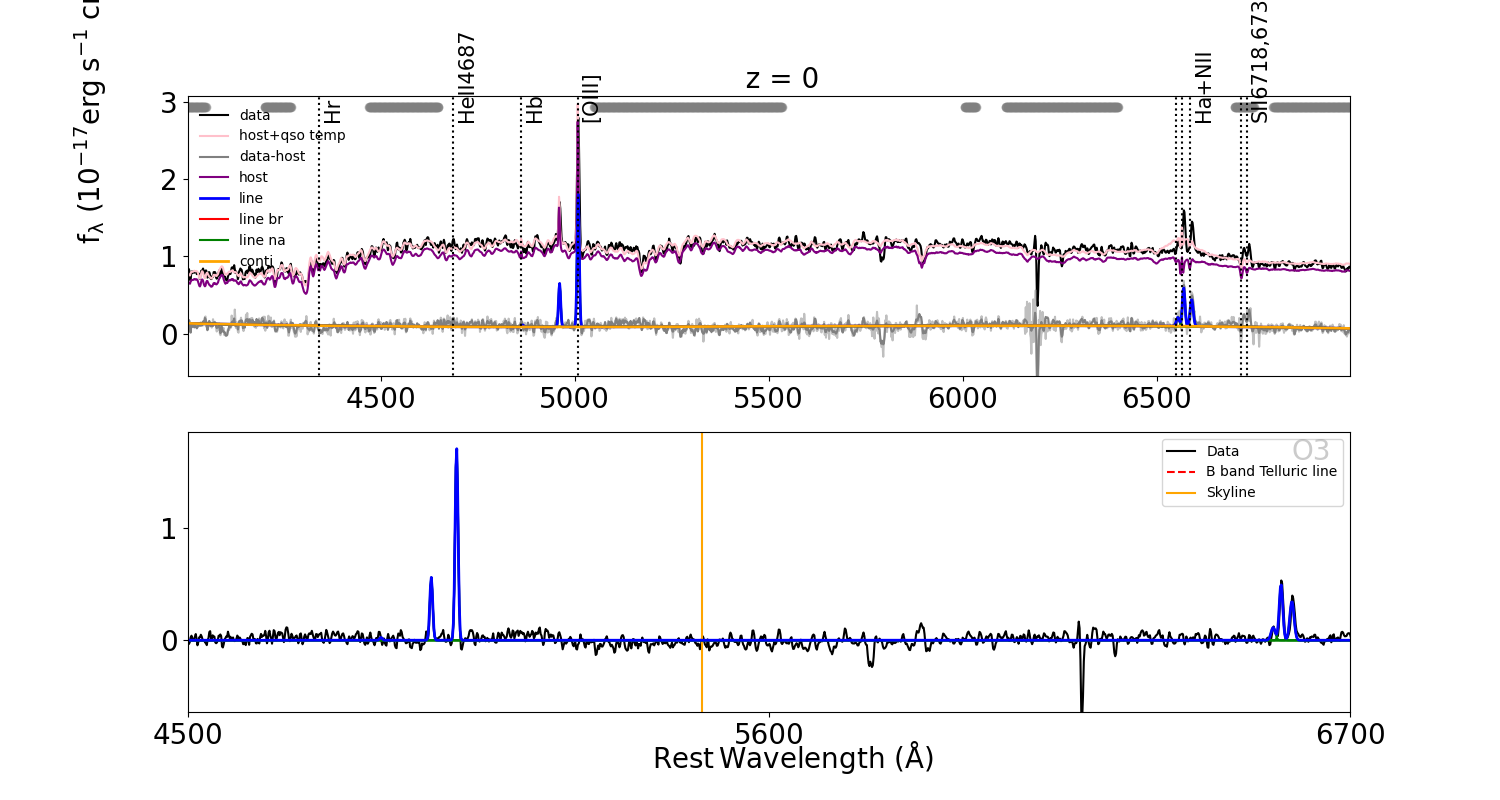 z = 0
f_λ (10^−17 erg s^−1 c
3
2
1
0
Hr
HeII4687
Hb
[OIII]
Ha+NII
SII6718,673
data
host+qso temp
data-host
host
line
line br
line na
conti
4500
5000
5500
6000
6500
O3
Data
B band Telluric line
Skyline
1
0
4500
5600
6700
Rest Wavelength (Å)